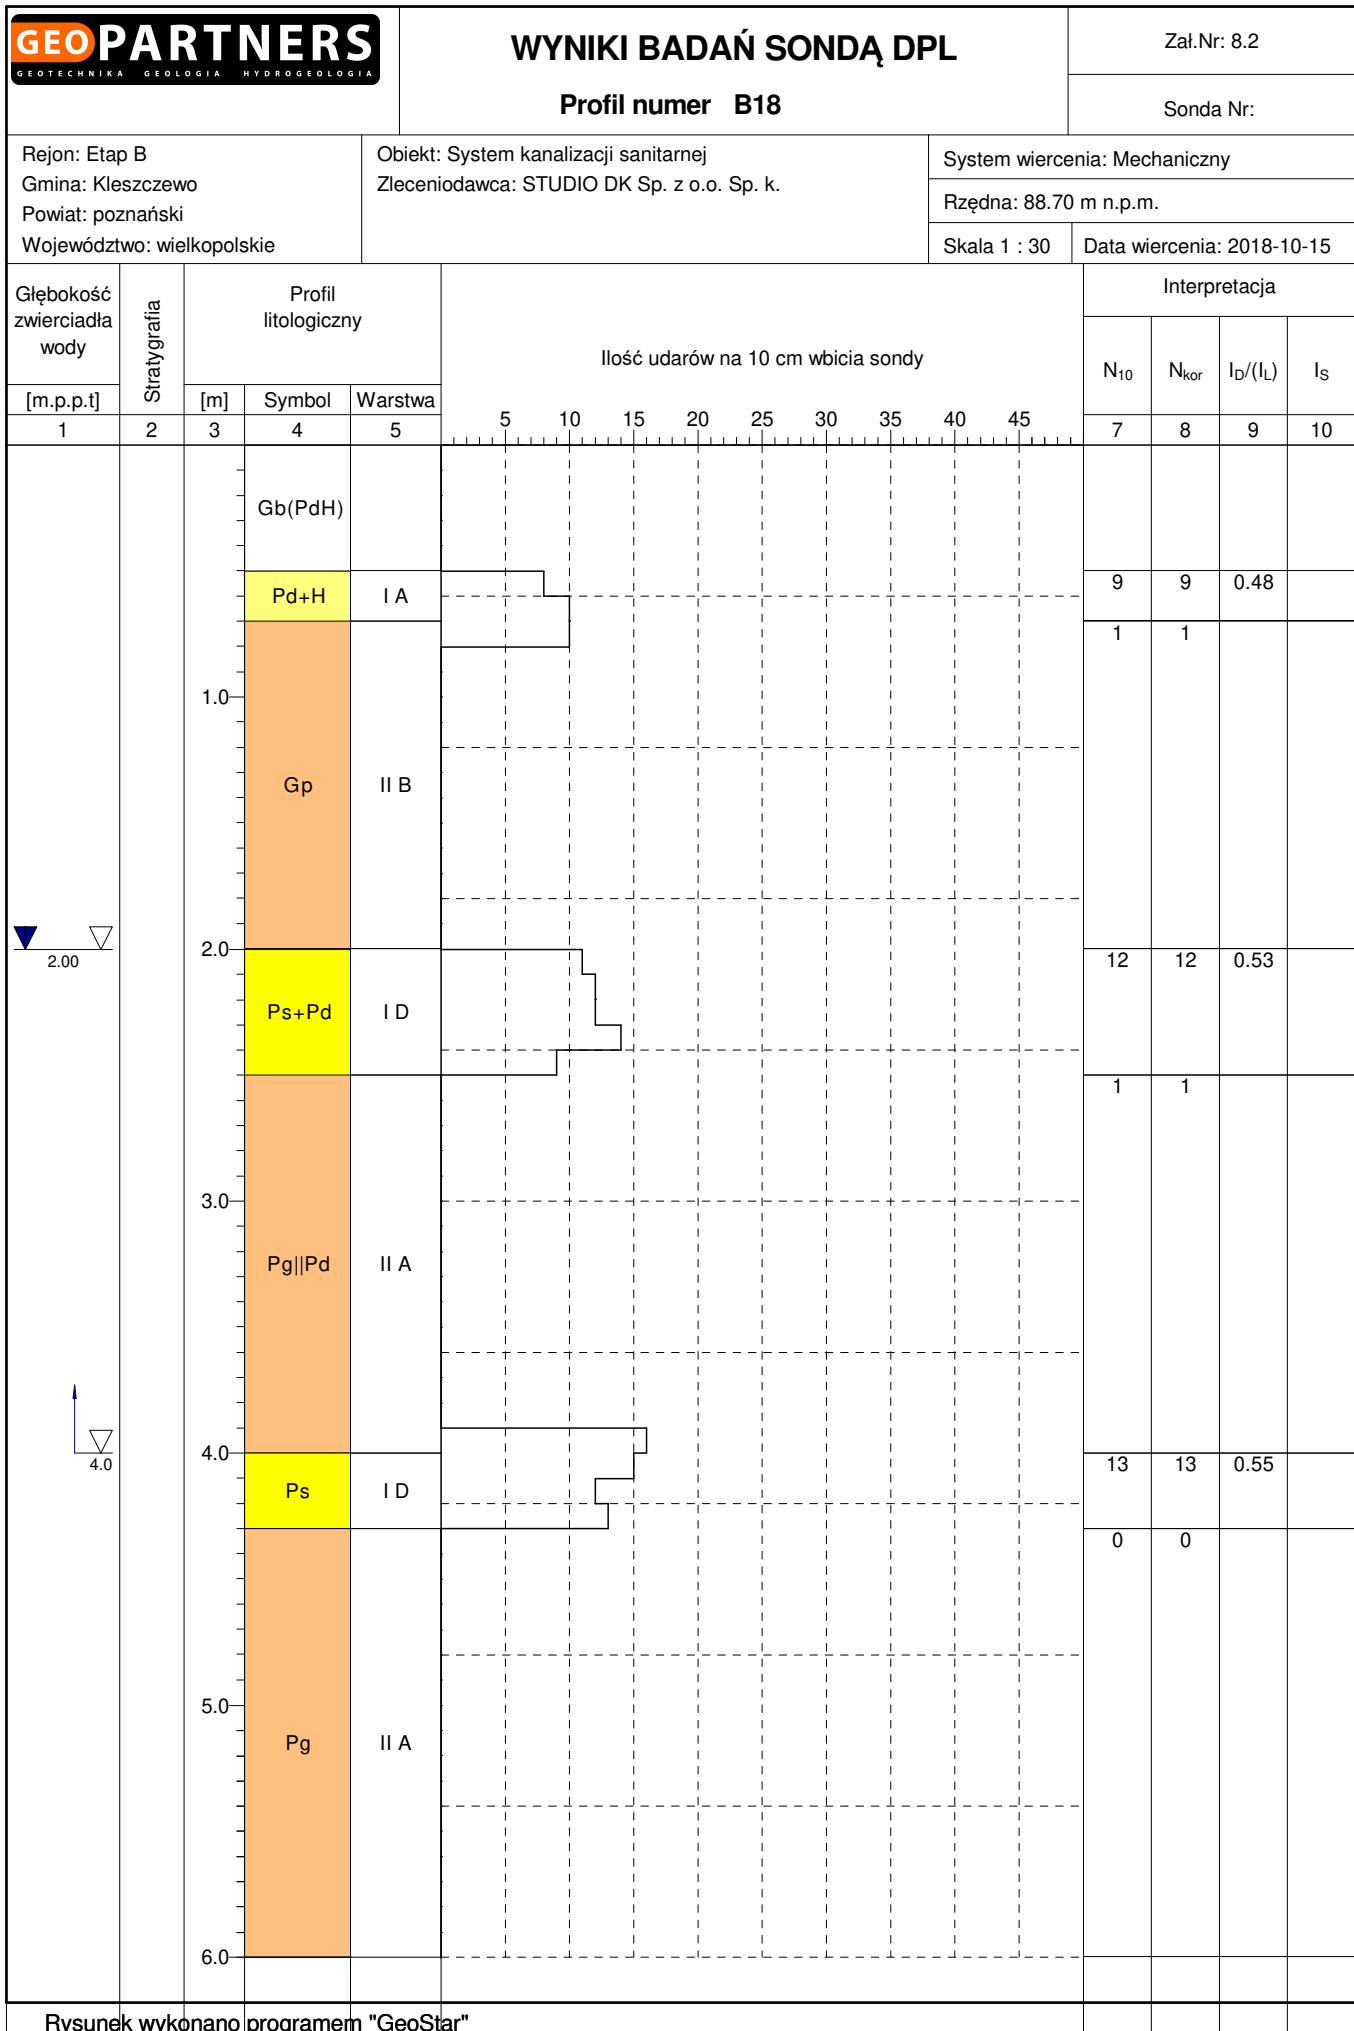 GEOPARTNERS
GEOTECHNIKA GEOLOGIA HYDROGEOLOGIA
WYNIKI BADAŃ SONDĄ DPL
Profil numer B18
Zał.Nr: 8.2
Sonda Nr:
Rejon: Etap B
Gmina: Kleszczewo
Powiat: poznański
Województwo: wielkopolskie
Obiekt: System kanalizacji sanitarnej
Zleceniodawca: STUDIO DK Sp. z o.o. Sp. k.
System wiercenia: Mechaniczny
Rzędna: 88.70 m n.p.m.
Skala 1 : 30
Data wiercenia: 2018-10-15
Głębokość
zwierciadła
wody
[m.p.p.t]
Stratygrafia
Profil
litologiczny
[m] Symbol Warstwa
Ilość udarów na 10 cm wbicia sondy
5 10 15 20 25 30 35 40 45
Interpretacja
N10 Nkor ID/(IL) IS
1 2 3 4 5 7 8 9 10
Gb(PdH)
Pd+H I A 9 9 0.48
1 1
1.0
Gp II B
2.0
2.00
12 12 0.53
Ps+Pd I D
1 1
3.0
Pg||Pd II A
4.0
4.0
13 13 0.55
Ps I D
0 0
5.0
Pg II A
6.0
Rysunek wykonano programem "GeoStar"